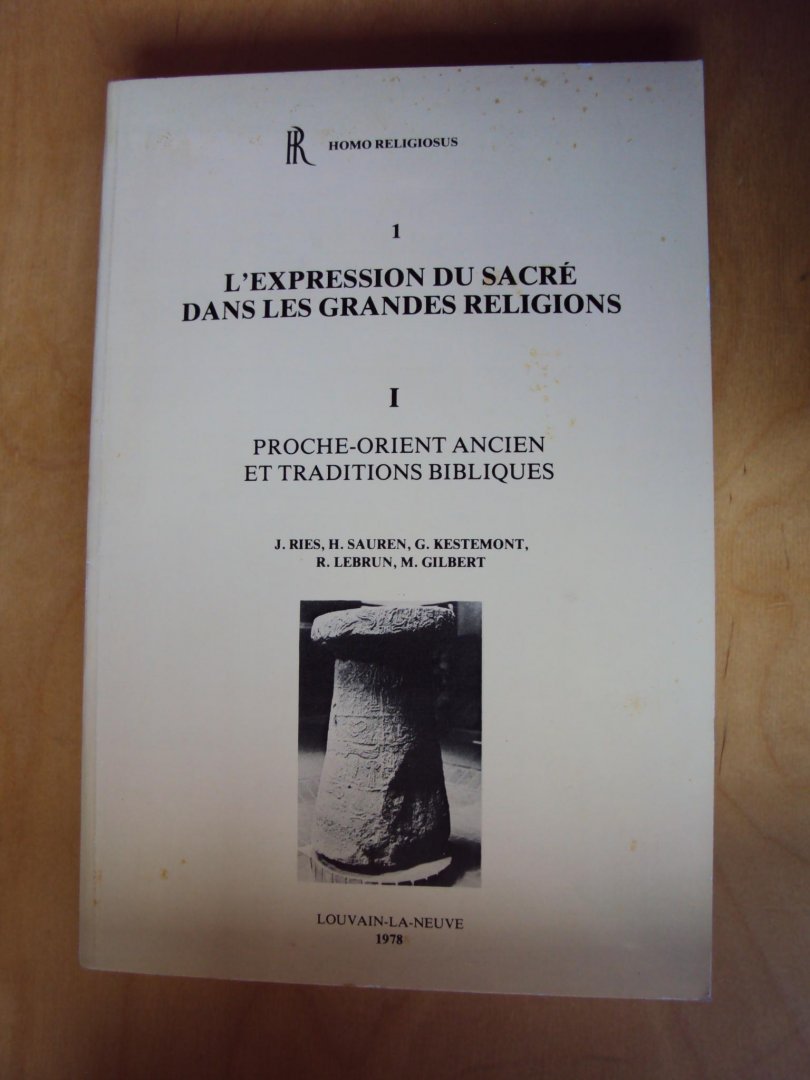 HR HOMO RELIGIOSUS
1
L'EXPRESSION DU SACRÉ
DANS LES GRANDES RELIGIONS
I
PROCHE-ORIENT ANCIEN
ET TRADITIONS BIBLIQUES
J. RIES, H. SAUREN, G. KESTEMONT,
R. LEBRUN, M. GILBERT
LOUVAIN-LA-NEUVE
1978